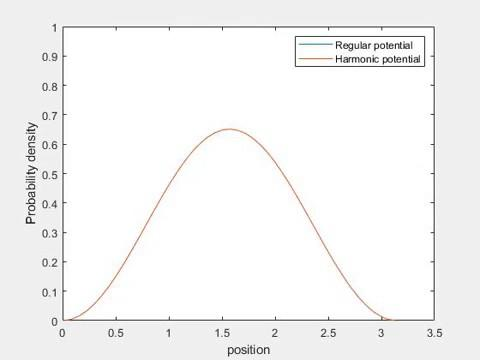 1
0.9
0.8
0.7
0.6
0.5
0.4
0.3
0.2
0.1
0
Probability density
Regular potential
Harmonic potential
0 0.5 1 1.5 2 2.5 3 3.5
position